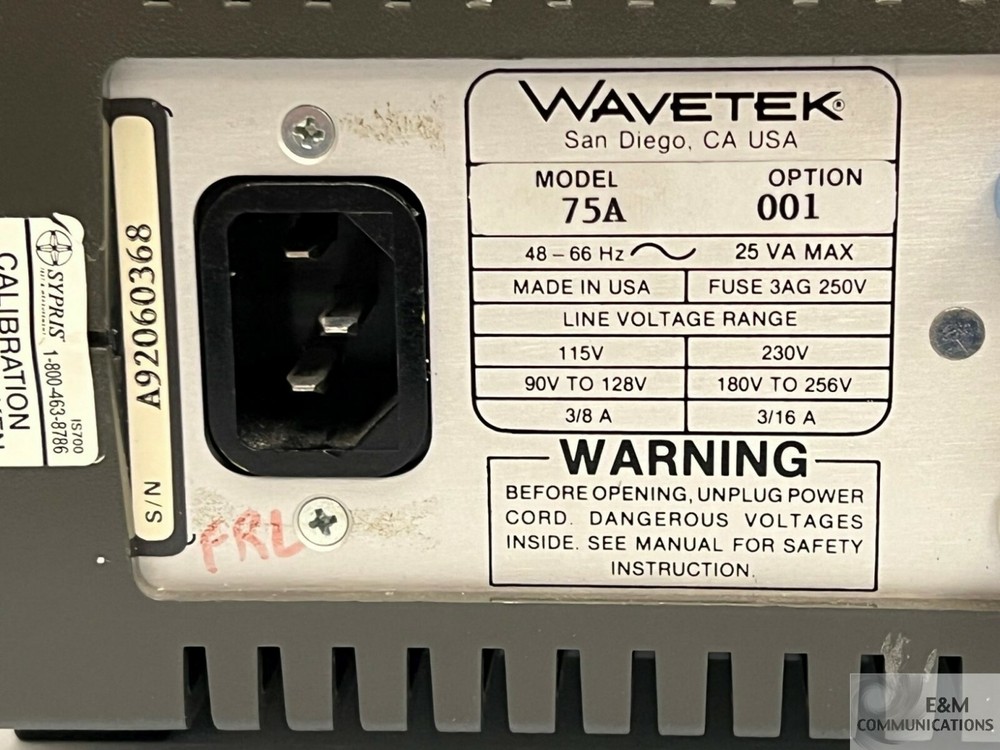 WAVETEK®
San Diego, CA USA
MODEL OPTION
75A 001
48 – 66 Hz 25 VA MAX
MADE IN USA FUSE 3AG 250V
LINE VOLTAGE RANGE
115V 230V
90V TO 128V 180V TO 256V
3/8 A 3/16 A
WARNING
BEFORE OPENING, UNPLUG POWER
CORD. DANGEROUS VOLTAGES
INSIDE. SEE MANUAL FOR SAFETY
INSTRUCTION.
S/N A92060368
FRL
SYPRIS
1-800-463-8786
IS700
CALIBRATION
E&M
COMMUNICATIONS